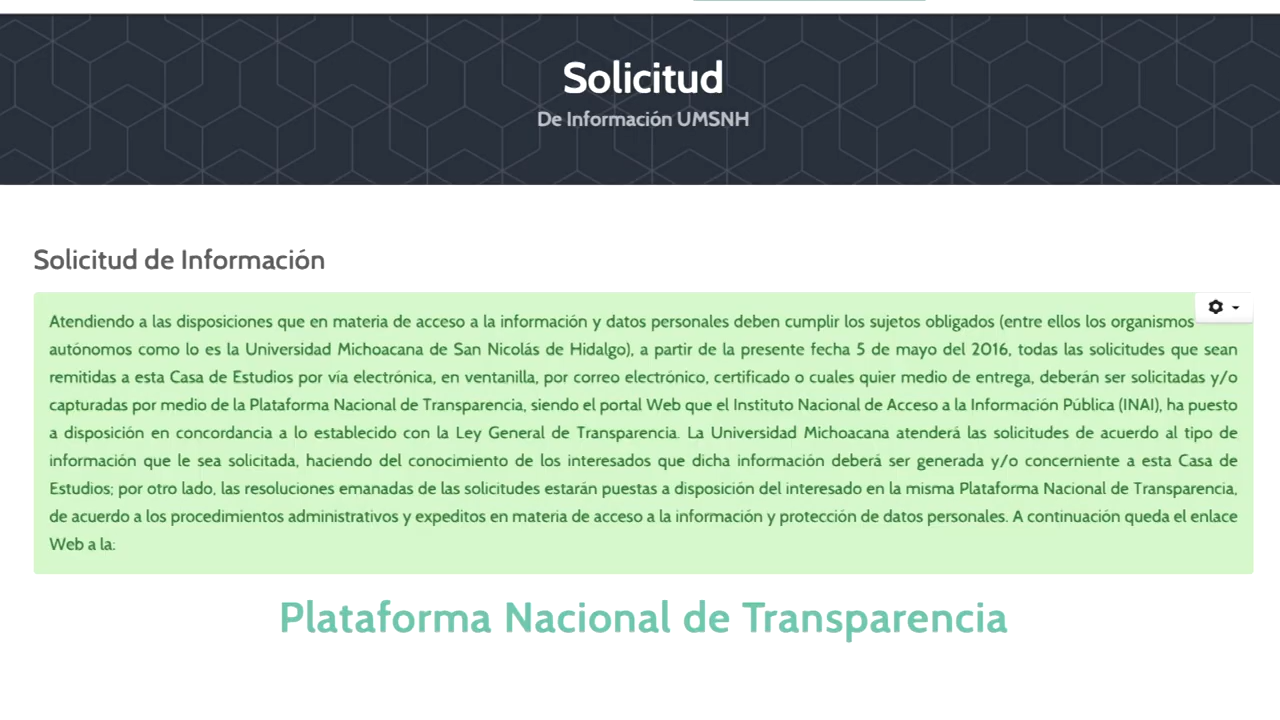 Solicitud
De Información UMSNH
Solicitud de Información
Atendiendo a las disposiciones que en materia de acceso a la información y datos personales deben cumplir los sujetos obligados (entre ellos los organismos
autónomos como lo es la Universidad Michoacana de San Nicolás de Hidalgo), a partir de la presente fecha 5 de mayo del 2016, todas las solicitudes que sean
remitidas a esta Casa de Estudios por vía electrónica, en ventanilla, por correo electrónico, certificado o cuales quier medio de entrega, deberán ser solicitadas y/o
capturadas por medio de la Plataforma Nacional de Transparencia, siendo el portal Web que el Instituto Nacional de Acceso a la Información Pública (INAI), ha puesto
a disposición en concordancia a lo establecido con la Ley General de Transparencia. La Universidad Michoacana atenderá las solicitudes de acuerdo al tipo de
información que le sea solicitada, haciendo del conocimiento de los interesados que dicha información deberá ser generada y/o concerniente a esta Casa de
Estudios; por otro lado, las resoluciones emanadas de las solicitudes estarán puestas a disposición del interesado en la misma Plataforma Nacional de Transparencia,
de acuerdo a los procedimientos administrativos y expeditos en materia de acceso a la información y protección de datos personales. A continuación queda el enlace
Web a la:
Plataforma Nacional de Transparencia